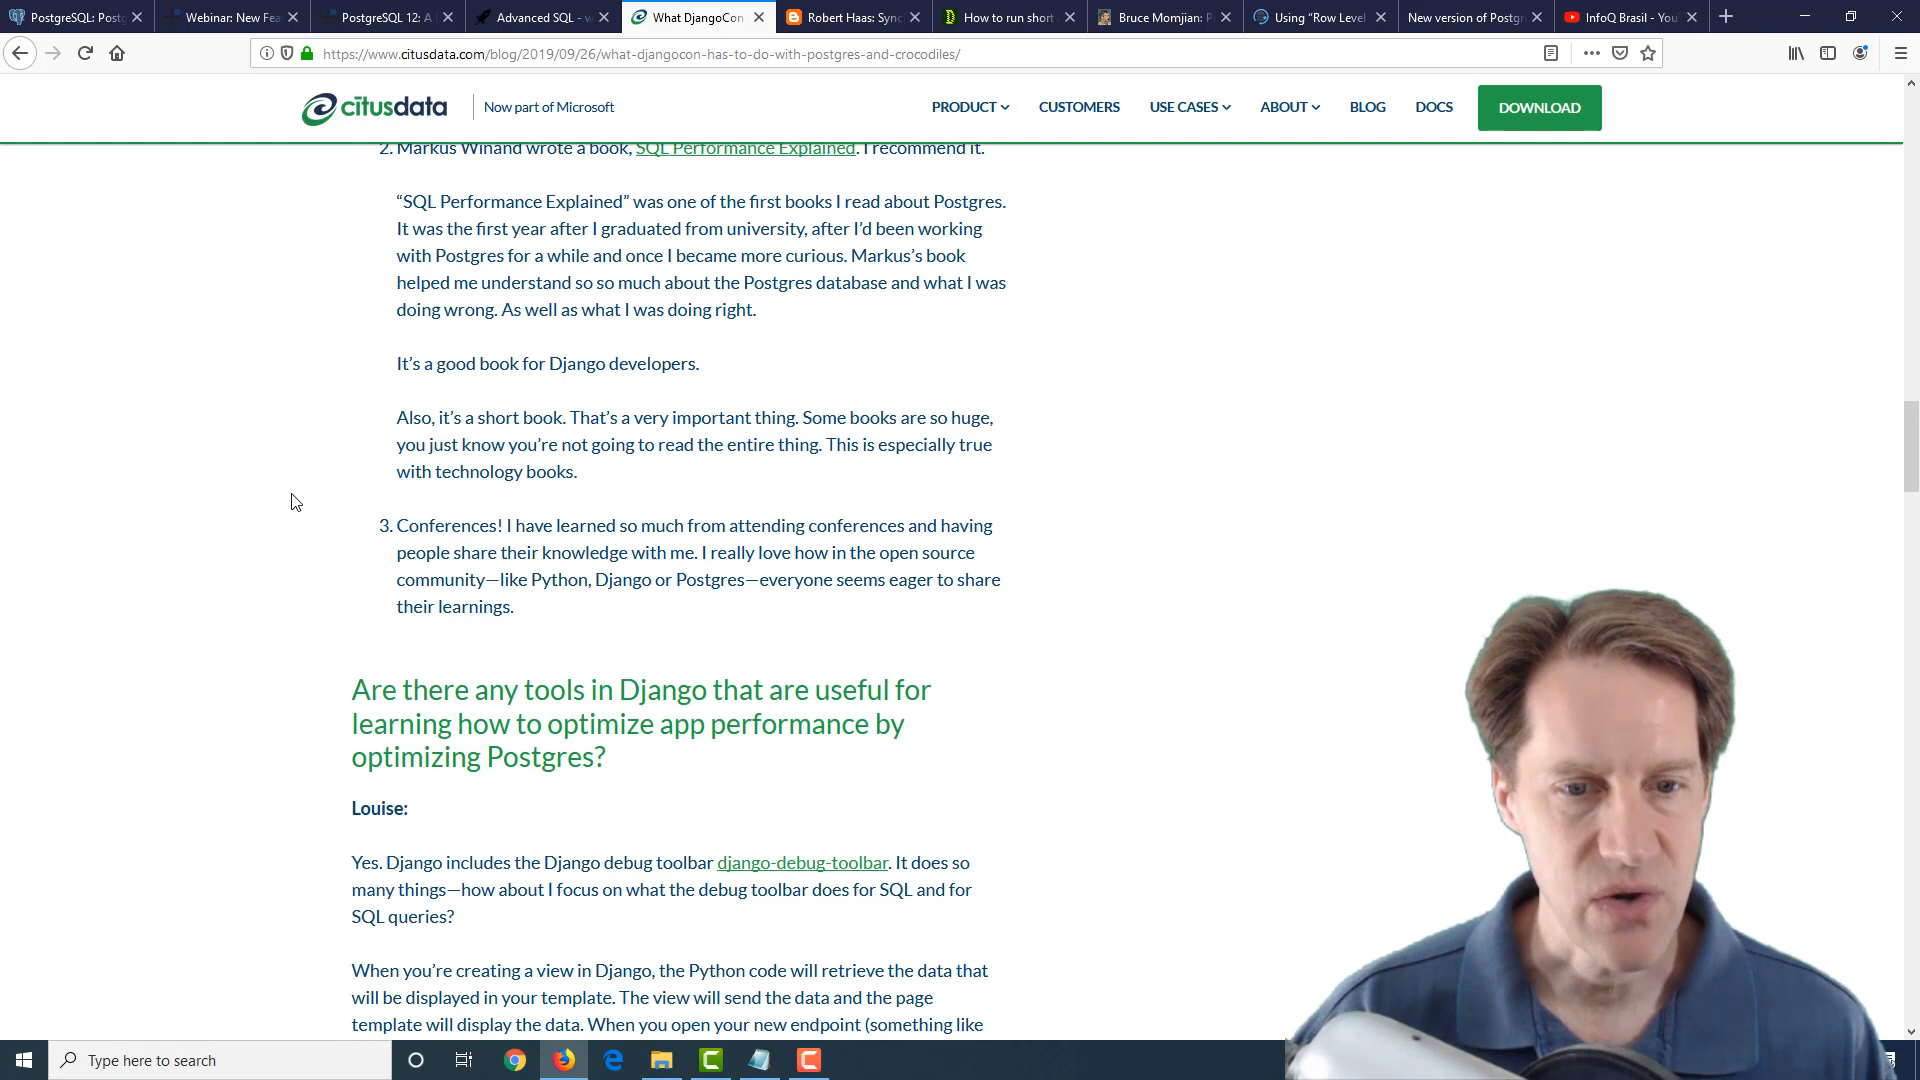 PostgreSQL: Postg
Webinar: New Fea
PostgreSQL 12: A
Advanced SQL - w
What DjangoCon
Robert Haas: Sync
How to run short
Bruce Momjian: P
Using "Row Level
New version of Postgr
InfoQ Brasil - You
https://www.citusdata.com/blog/2019/09/26/what-djangocon-has-to-do-with-postgres-and-crocodiles/
cītusdata
Now part of Microsoft
PRODUCT
CUSTOMERS
USE CASES
ABOUT
BLOG
DOCS
DOWNLOAD
2. Markus Winand wrote a book, SQL Performance Explained. I recommend it.
“SQL Performance Explained” was one of the first books I read about Postgres.
It was the first year after I graduated from university, after I’d been working
with Postgres for a while and once I became more curious. Markus’s book
helped me understand so so much about the Postgres database and what I was
doing wrong. As well as what I was doing right.
It’s a good book for Django developers.
Also, it’s a short book. That’s a very important thing. Some books are so huge,
you just know you’re not going to read the entire thing. This is especially true
with technology books.
3. Conferences! I have learned so much from attending conferences and having
people share their knowledge with me. I really love how in the open source
community—like Python, Django or Postgres—everyone seems eager to share
their learnings.
Are there any tools in Django that are useful for
learning how to optimize app performance by
optimizing Postgres?
Louise:
Yes. Django includes the Django debug toolbar django-debug-toolbar. It does so
many things—how about I focus on what the debug toolbar does for SQL and for
SQL queries?
When you’re creating a view in Django, the Python code will retrieve the data that
will be displayed in your template. The view will send the data and the page
template will display the data. When you open your new endpoint (something like
Type here to search